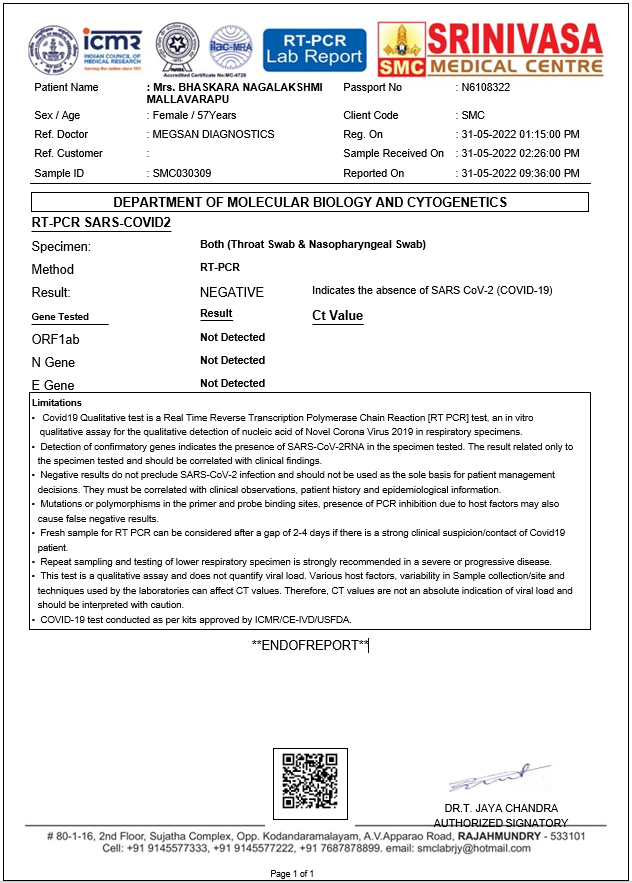 icmr
INDIAN COUNCIL OF
MEDICAL RESEARCH
Serving the nation since 1911
ilac-MRA
Accredited Certificate No:MC-4728
RT-PCR
Lab Report
SMC
SRINIVASA
MEDICAL CENTRE
Patient Name : Mrs. BHASKARA NAGALAKSHMI MALLAVARAPU Passport No : N6108322
Sex / Age : Female / 57Years Client Code : SMC
Ref. Doctor : MEGSAN DIAGNOSTICS Reg. On : 31-05-2022 01:15:00 PM
Ref. Customer : Sample Received On : 31-05-2022 02:26:00 PM
Sample ID : SMC030309 Reported On : 31-05-2022 09:36:00 PM
DEPARTMENT OF MOLECULAR BIOLOGY AND CYTOGENETICS
RT-PCR SARS-COVID2
Specimen: Both (Throat Swab & Nasopharyngeal Swab)
Method RT-PCR
Result: NEGATIVE Indicates the absence of SARS CoV-2 (COVID-19)
Gene Tested Result Ct Value
ORF1ab Not Detected
N Gene Not Detected
E Gene Not Detected
Limitations
• Covid19 Qualitative test is a Real Time Reverse Transcription Polymerase Chain Reaction [RT PCR] test, an in vitro
qualitative assay for the qualitative detection of nucleic acid of Novel Corona Virus 2019 in respiratory specimens.
• Detection of confirmatory genes indicates the presence of SARS-CoV-2RNA in the specimen tested. The result related only to
the specimen tested and should be correlated with clinical findings.
• Negative results do not preclude SARS-CoV-2 infection and should not be used as the sole basis for patient management
decisions. They must be correlated with clinical observations, patient history and epidemiological information.
• Mutations or polymorphisms in the primer and probe binding sites, presence of PCR inhibition due to host factors may also
cause false negative results.
• Fresh sample for RT PCR can be considered after a gap of 2-4 days if there is a strong clinical suspicion/contact of Covid19
patient.
• Repeat sampling and testing of lower respiratory specimen is strongly recommended in a severe or progressive disease.
• This test is a qualitative assay and does not quantify viral load. Various host factors, variability in Sample collection/site and
techniques used by the laboratories can affect CT values. Therefore, CT values are not an absolute indication of viral load and
should be interpreted with caution.
• COVID-19 test conducted as per kits approved by ICMR/CE-IVD/USFDA.
**ENDOFREPORT**
DR.T. JAYA CHANDRA
AUTHORIZED SIGNATORY
# 80-1-16, 2nd Floor, Sujatha Complex, Opp. Kodandaramalayam, A.V.Apparao Road, RAJAHMUNDRY - 533101
Cell: +91 9145577333, +91 9145577222, +91 7687878899. email: smclabrjy@hotmail.com
Page 1 of 1